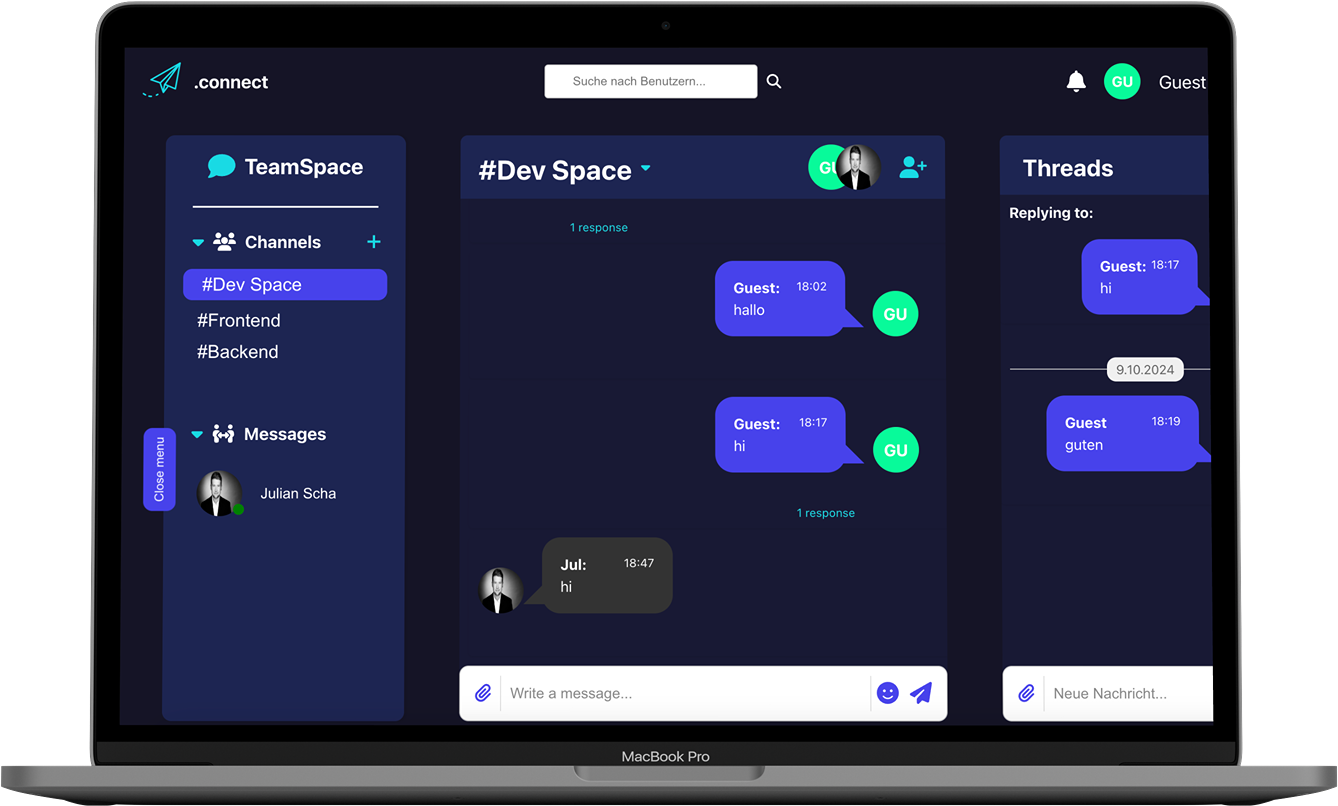 .connect
Suche nach Benutzern...
GU
Guest
TeamSpace
Channels
#Dev Space
#Frontend
#Backend
Messages
Julian Scha
Close menu
#Dev Space
GU
1 response
Guest: 18:02
hallo
GU
Guest: 18:17
hi
GU
1 response
Jul: 18:47
hi
Write a message...
Threads
Replying to:
Guest: 18:17
hi
9.10.2024
Guest 18:19
guten
Neue Nachricht...
MacBook Pro